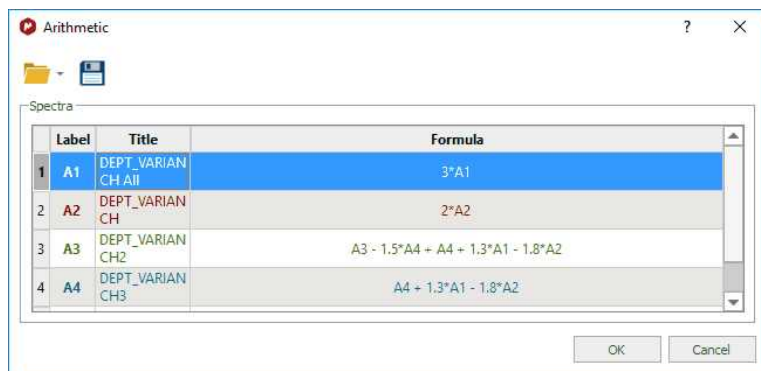 Arithmetic
? X
Spectra
Label Title Formula
1 A1 DEPT_VARIAN
CH All 3*A1
2 A2 DEPT_VARIAN
CH 2*A2
3 A3 DEPT_VARIAN
CH2 A3 - 1.5*A4 + A4 + 1.3*A1 - 1.8*A2
4 A4 DEPT_VARIAN
CH3 A4 + 1.3*A1 - 1.8*A2
OK Cancel